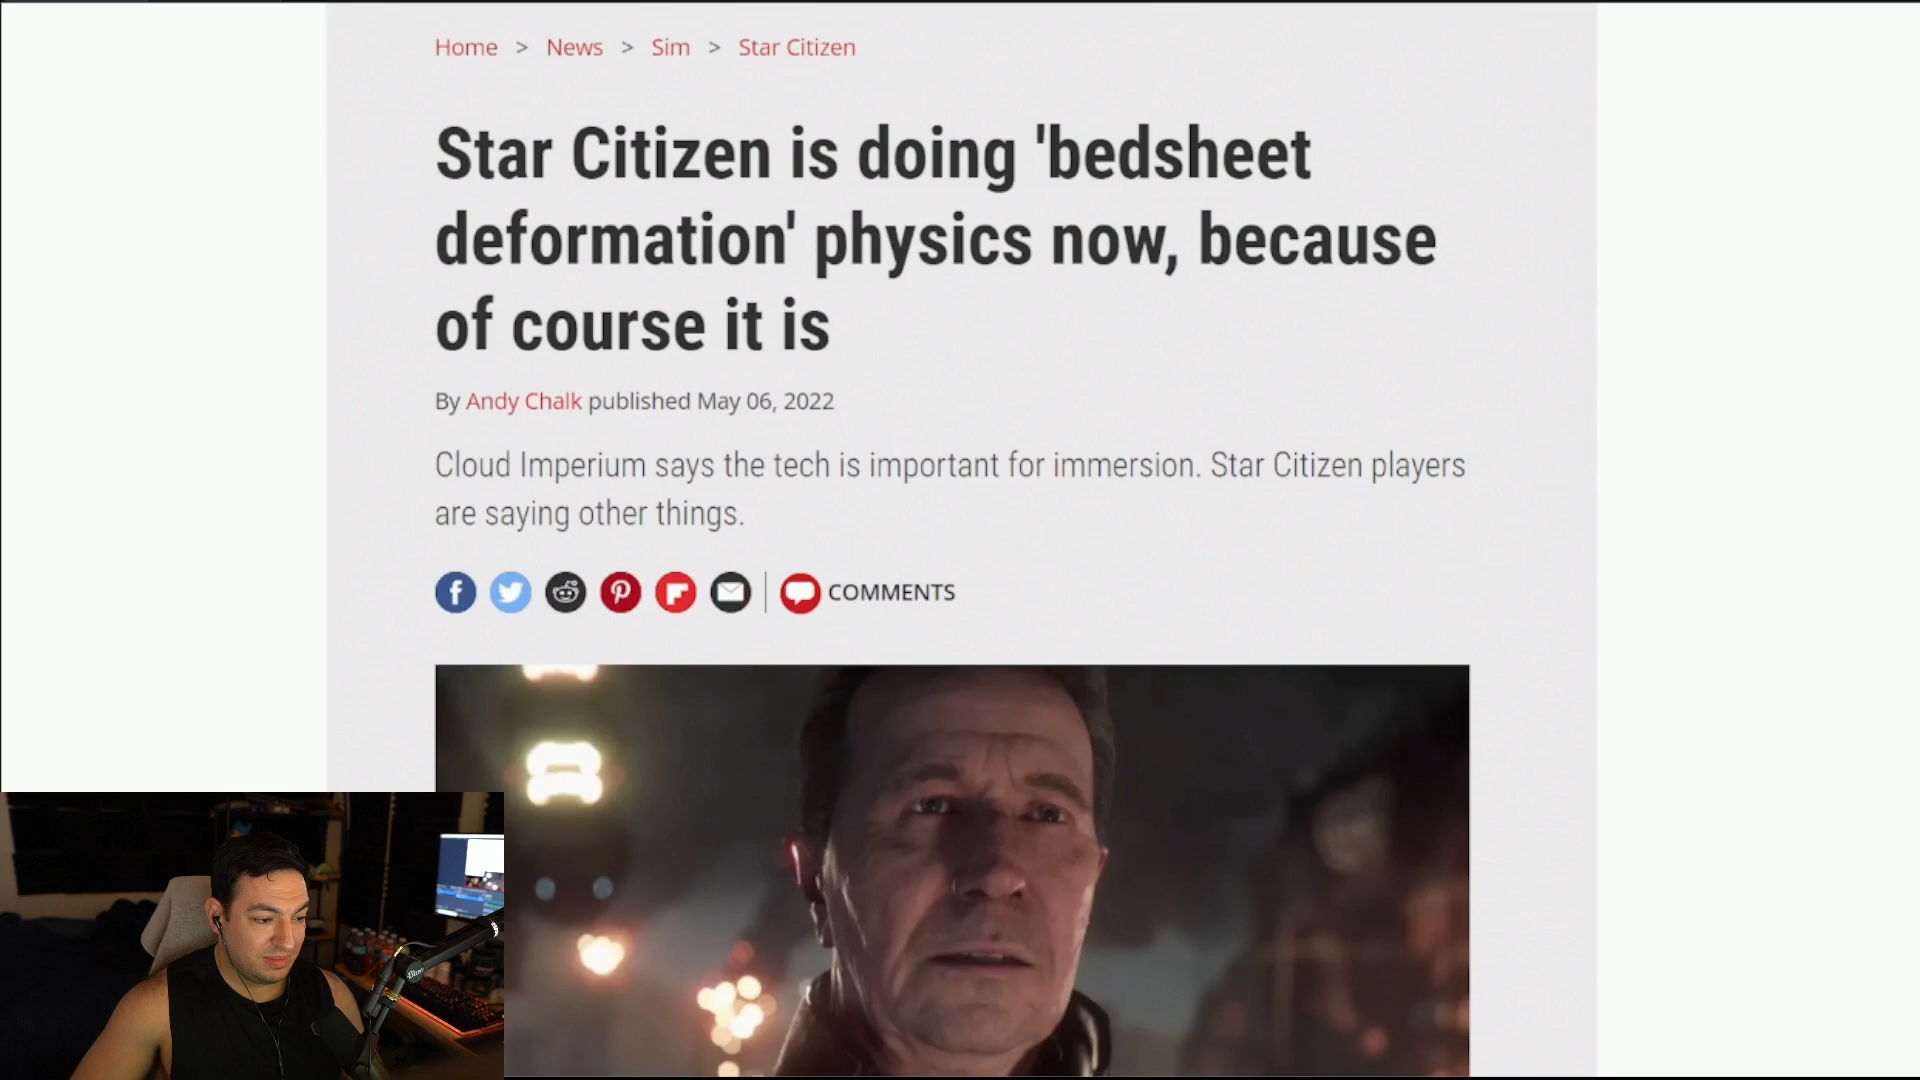 Home > News > Sim > Star Citizen
Star Citizen is doing 'bedsheet
deformation' physics now, because
of course it is
By Andy Chalk published May 06, 2022
Cloud Imperium says the tech is important for immersion. Star Citizen players
are saying other things.
COMMENTS
Blue